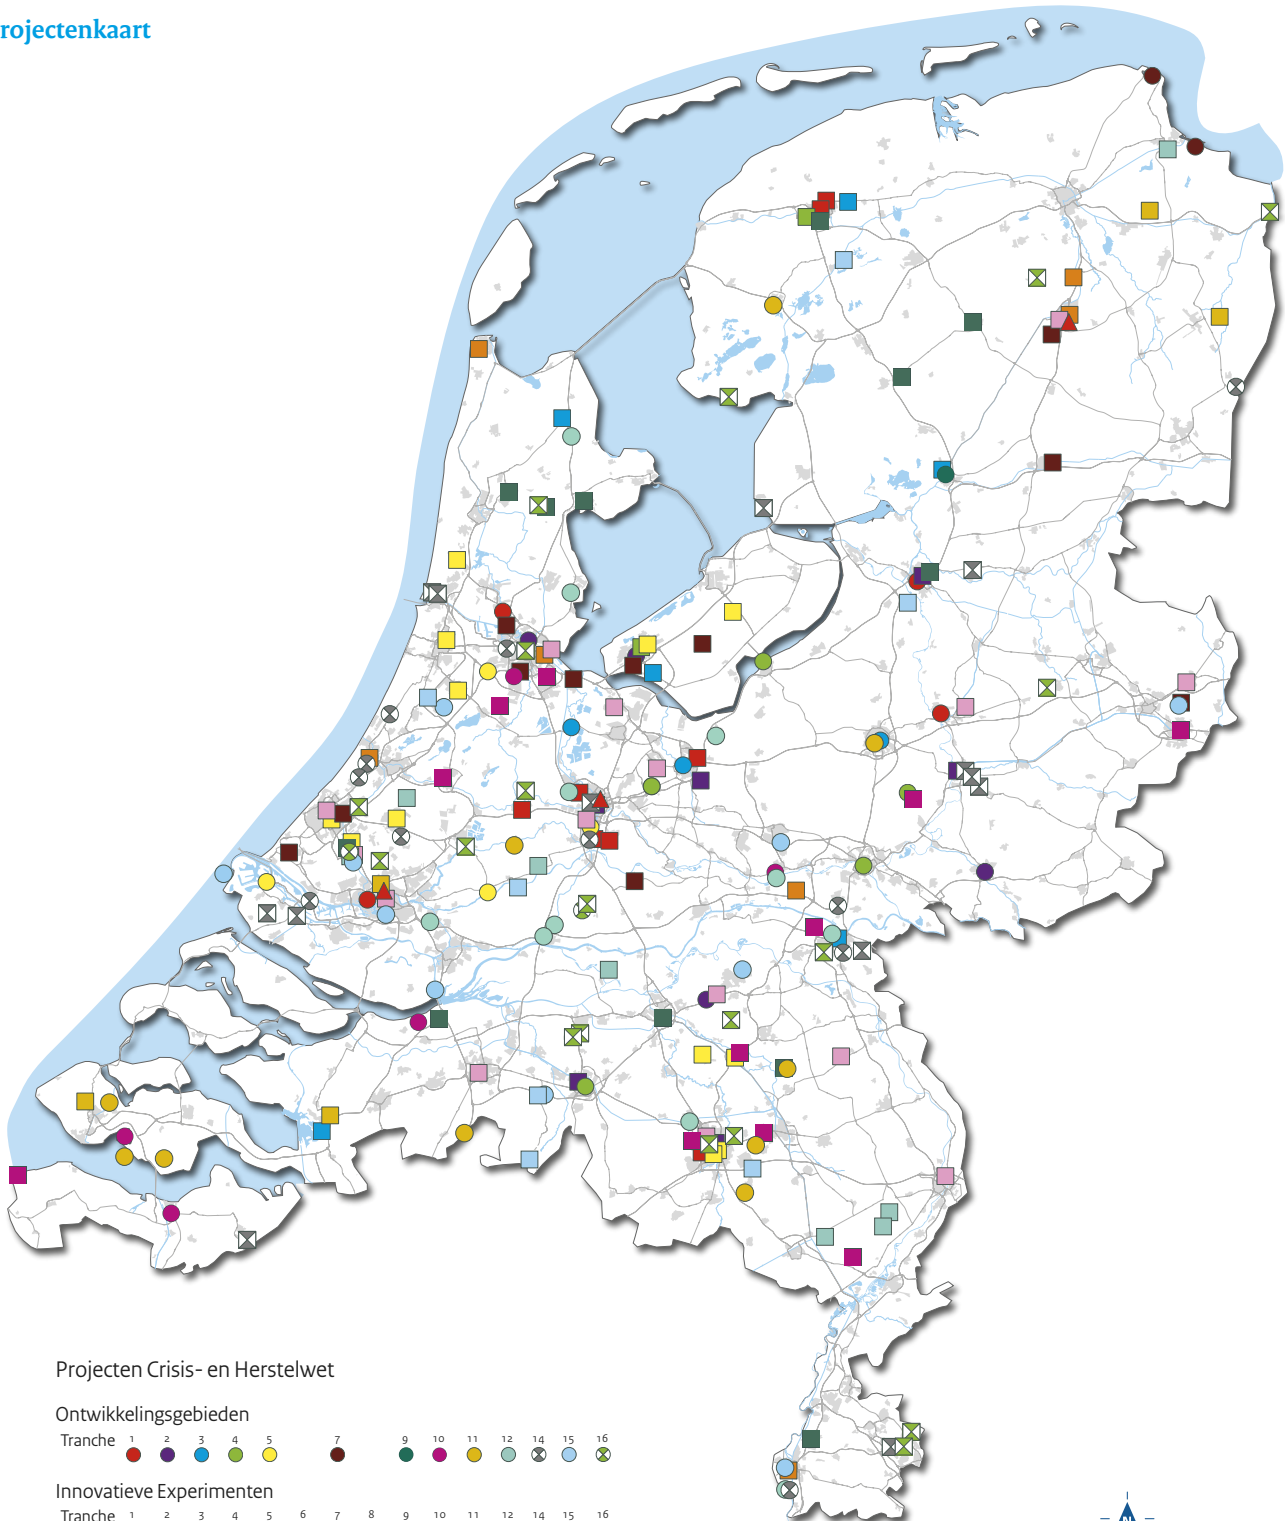 rojectenkaart
Projecten Crisis- en Herstelwet
Ontwikkelingsgebieden
Tranche 1 2 3 4 5 7 9 10 11 12 14 15 16
Innovatieve Experimenten
Tranche 1 2 3 4 5 6 7 8 9 10 11 12 14 15 16
N